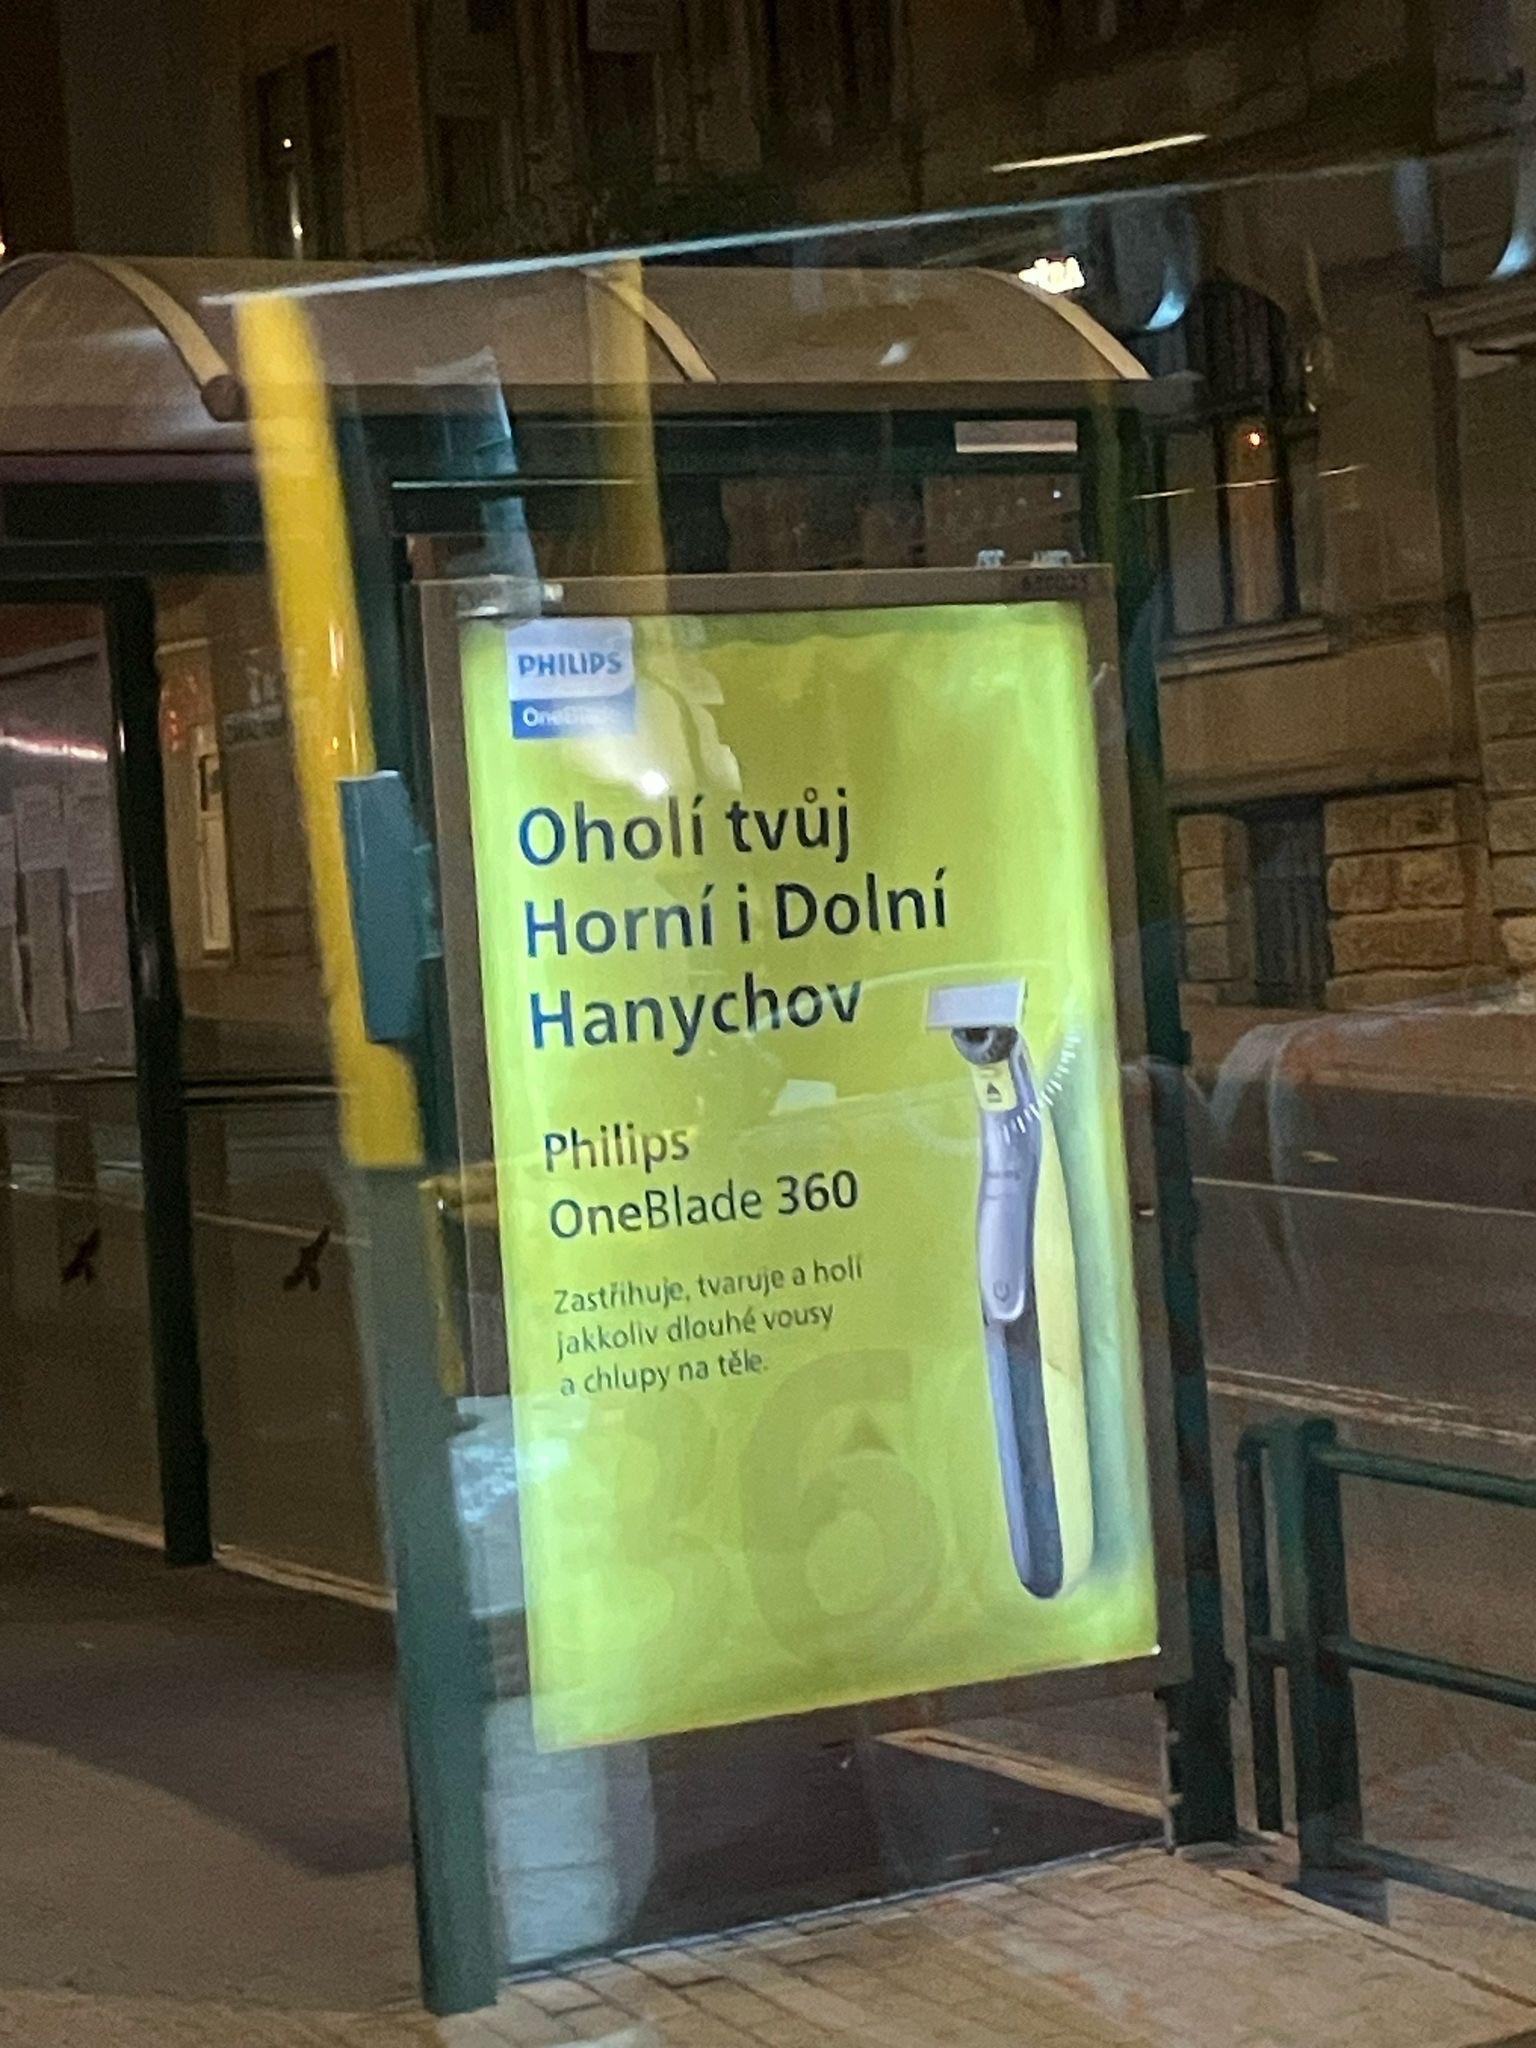 PHILIPS
OneBlade
Oholí tvůj
Horní i Dolní
Hanychov
Philips
OneBlade 360
Zastřihuje, tvaruje a holí
jakkoliv dlouhé vousy
a chlupy na těle.